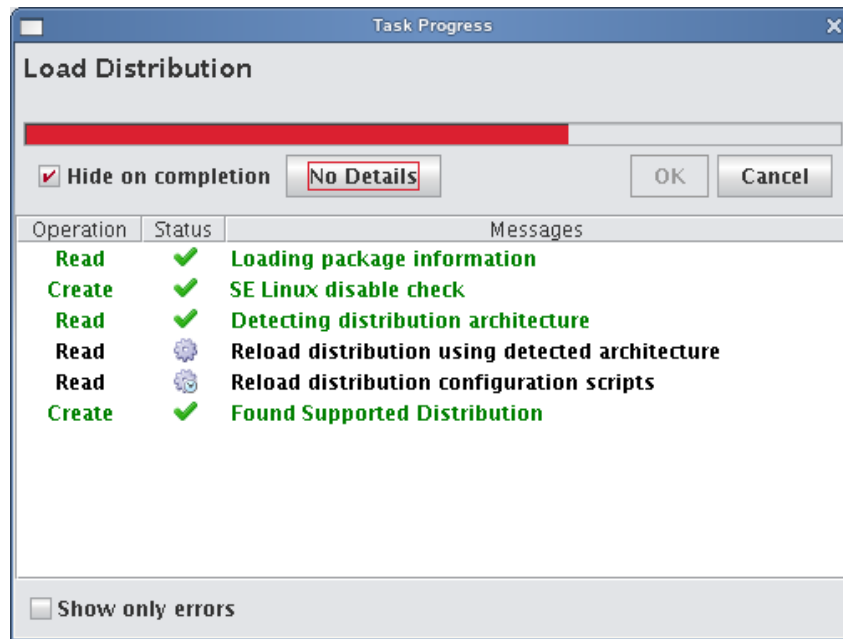 Task Progress
Load Distribution
Hide on completion No Details OK Cancel
Operation Status Messages
Read Loading package information
Create SE Linux disable check
Read Detecting distribution architecture
Read Reload distribution using detected architecture
Read Reload distribution configuration scripts
Create Found Supported Distribution
Show only errors